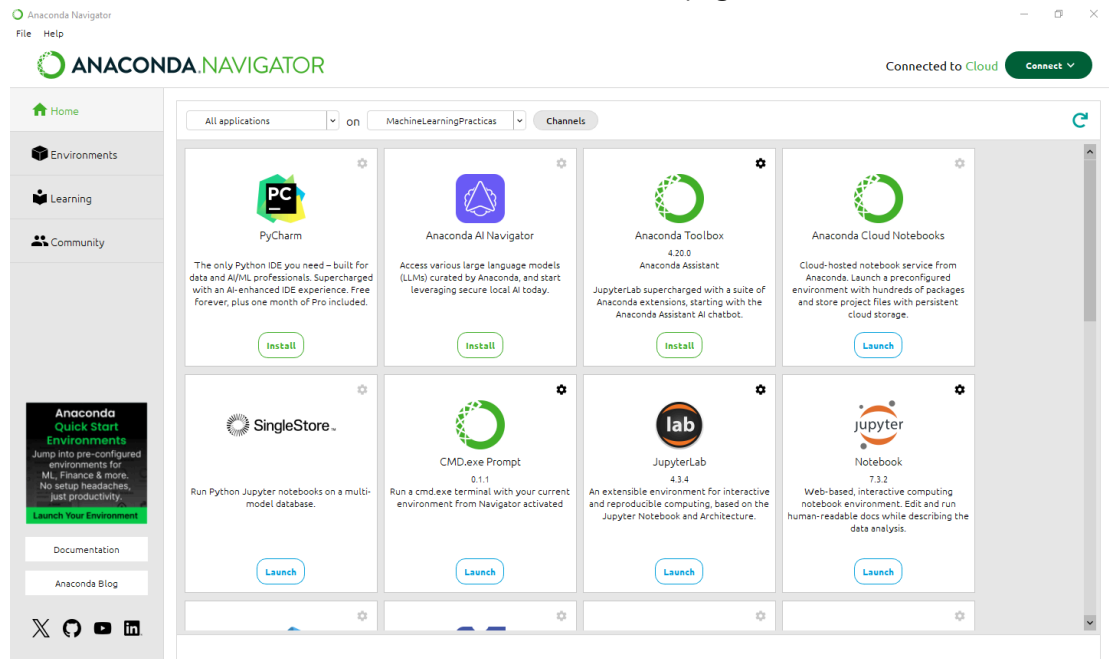 Anaconda Navigator
File Help
ANACONDA.NAVIGATOR
Connected to Cloud
Connect
Home
Environments
Learning
Community
All applications
on
MachineLearningPracticas
Channels
PC
PyCharm
The only Python IDE you need – built for
data and AI/ML professionals. Supercharged
with an AI-enhanced IDE experience. Free
forever, plus one month of Pro included.
Install
Anaconda AI Navigator
Access various large language models
(LLMs) curated by Anaconda, and start
leveraging secure local AI today.
Install
Anaconda Toolbox
4.20.0
Anaconda Assistant
JupyterLab supercharged with a suite of
Anaconda extensions, starting with the
Anaconda Assistant AI chatbot.
Install
Anaconda Cloud Notebooks
Cloud-hosted notebook service from
Anaconda. Launch a preconfigured
environment with hundreds of packages
and store project files with persistent
cloud storage.
Launch
SingleStore
Run Python Jupyter notebooks on a multi-
model database.
Launch
CMD.exe Prompt
0.1.1
Run a cmd.exe terminal with your current
environment from Navigator activated
Launch
lab
JupyterLab
4.3.4
An extensible environment for interactive
and reproducible computing, based on the
Jupyter Notebook and Architecture.
Launch
jupyter
Notebook
7.3.2
Web-based, interactive computing
notebook environment. Edit and run
human-readable docs while describing the
data analysis.
Launch
Anaconda
Quick Start
Environments
Jump into pre-configured
environments for
ML, Finance & more.
No setup headaches,
just productivity.
Launch Your Environment
Documentation
Anaconda Blog
in